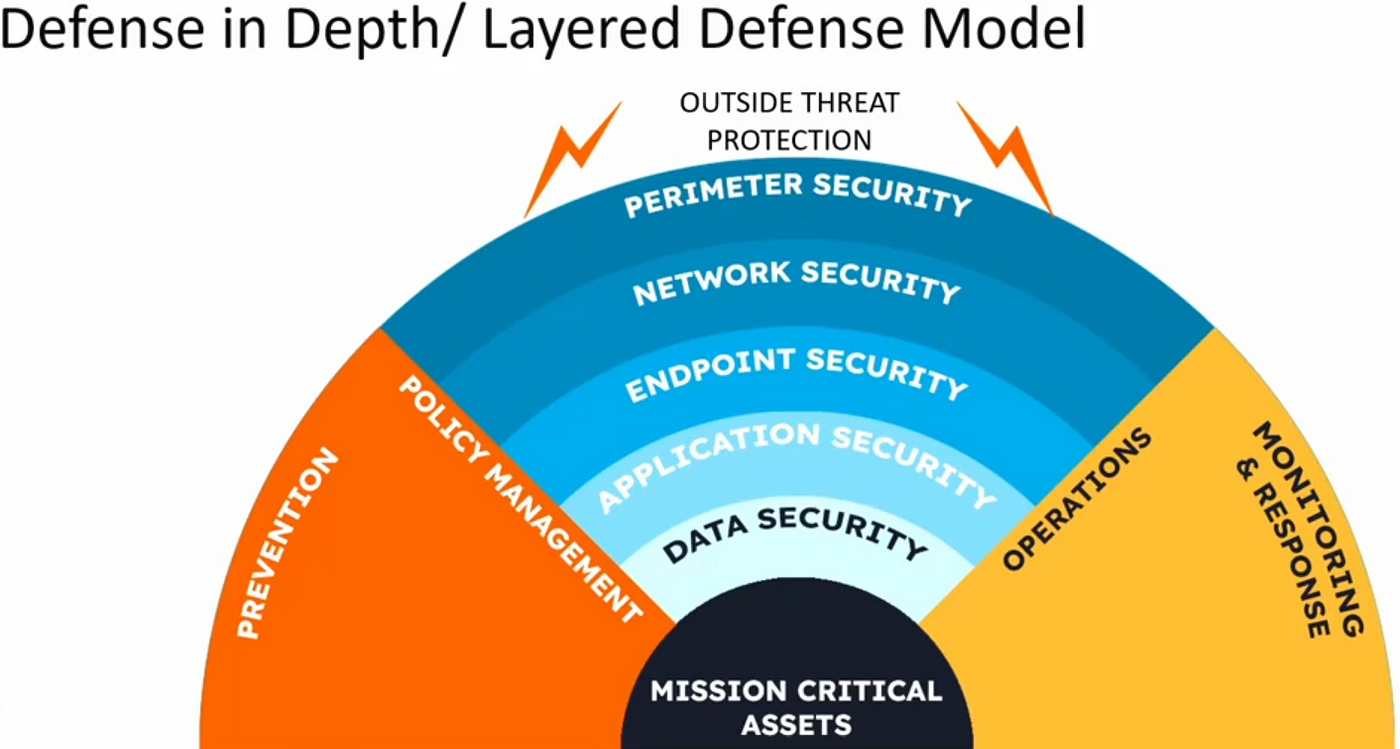 Defense in Depth/ Layered Defense Model
OUTSIDE THREAT
PROTECTION
PERIMETER SECURITY
NETWORK SECURITY
ENDPOINT SECURITY
APPLICATION SECURITY
DATA SECURITY
MISSION CRITICAL
ASSETS
PREVENTION
POLICY MANAGEMENT
OPERATIONS
MONITORING
& RESPONSE